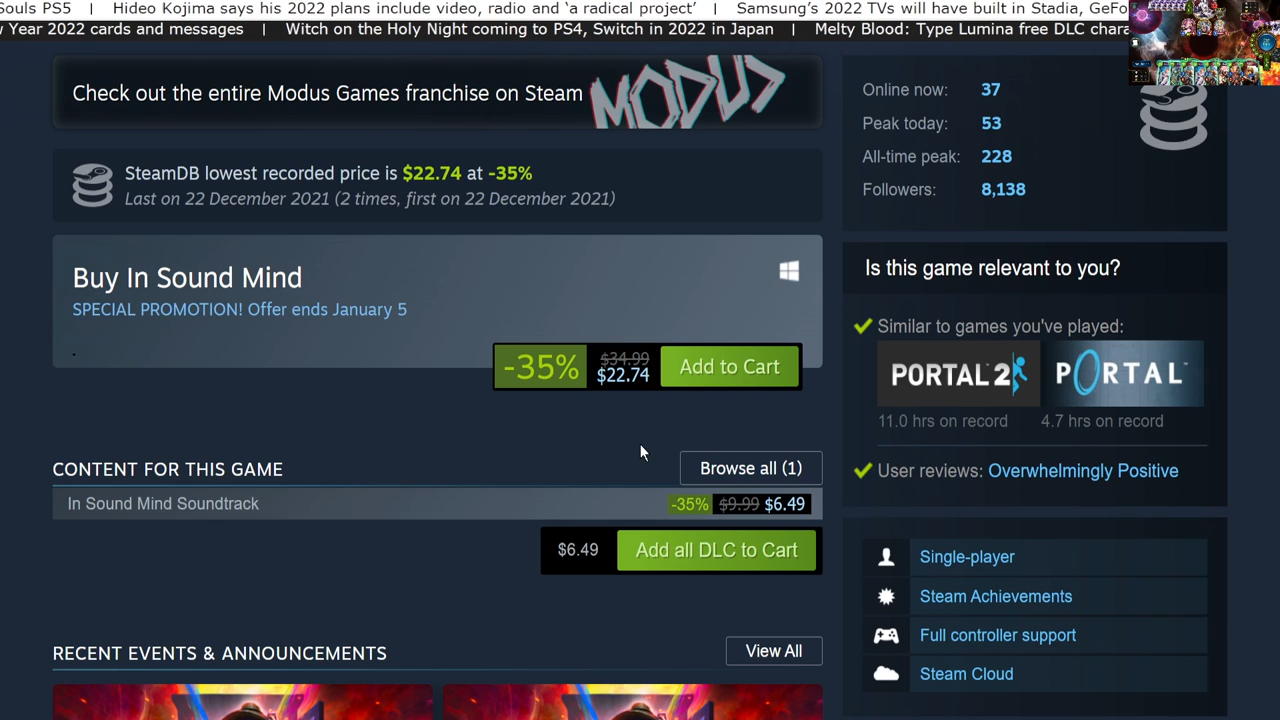 Souls PS5 | Hideo Kojima says his 2022 plans include video, radio and ‘a radical project’ | Samsung’s 2022 TVs will have built in Stadia, GeFo
Year 2022 cards and messages | Witch on the Holy Night coming to PS4, Switch in 2022 in Japan | Melty Blood: Type Lumina free DLC chara
Check out the entire Modus Games franchise on Steam
MODUS
SteamDB lowest recorded price is $22.74 at -35%
Last on 22 December 2021 (2 times, first on 22 December 2021)
Buy In Sound Mind
SPECIAL PROMOTION! Offer ends January 5
-35%
$34.99
$22.74
Add to Cart
CONTENT FOR THIS GAME
Browse all (1)
In Sound Mind Soundtrack
-35% $9.99 $6.49
$6.49
Add all DLC to Cart
RECENT EVENTS & ANNOUNCEMENTS
View All
Online now: 37
Peak today: 53
All-time peak: 228
Followers: 8,138
Is this game relevant to you?
Similar to games you've played:
PORTAL 2
PORTAL
11.0 hrs on record
4.7 hrs on record
User reviews: Overwhelmingly Positive
Single-player
Steam Achievements
Full controller support
Steam Cloud